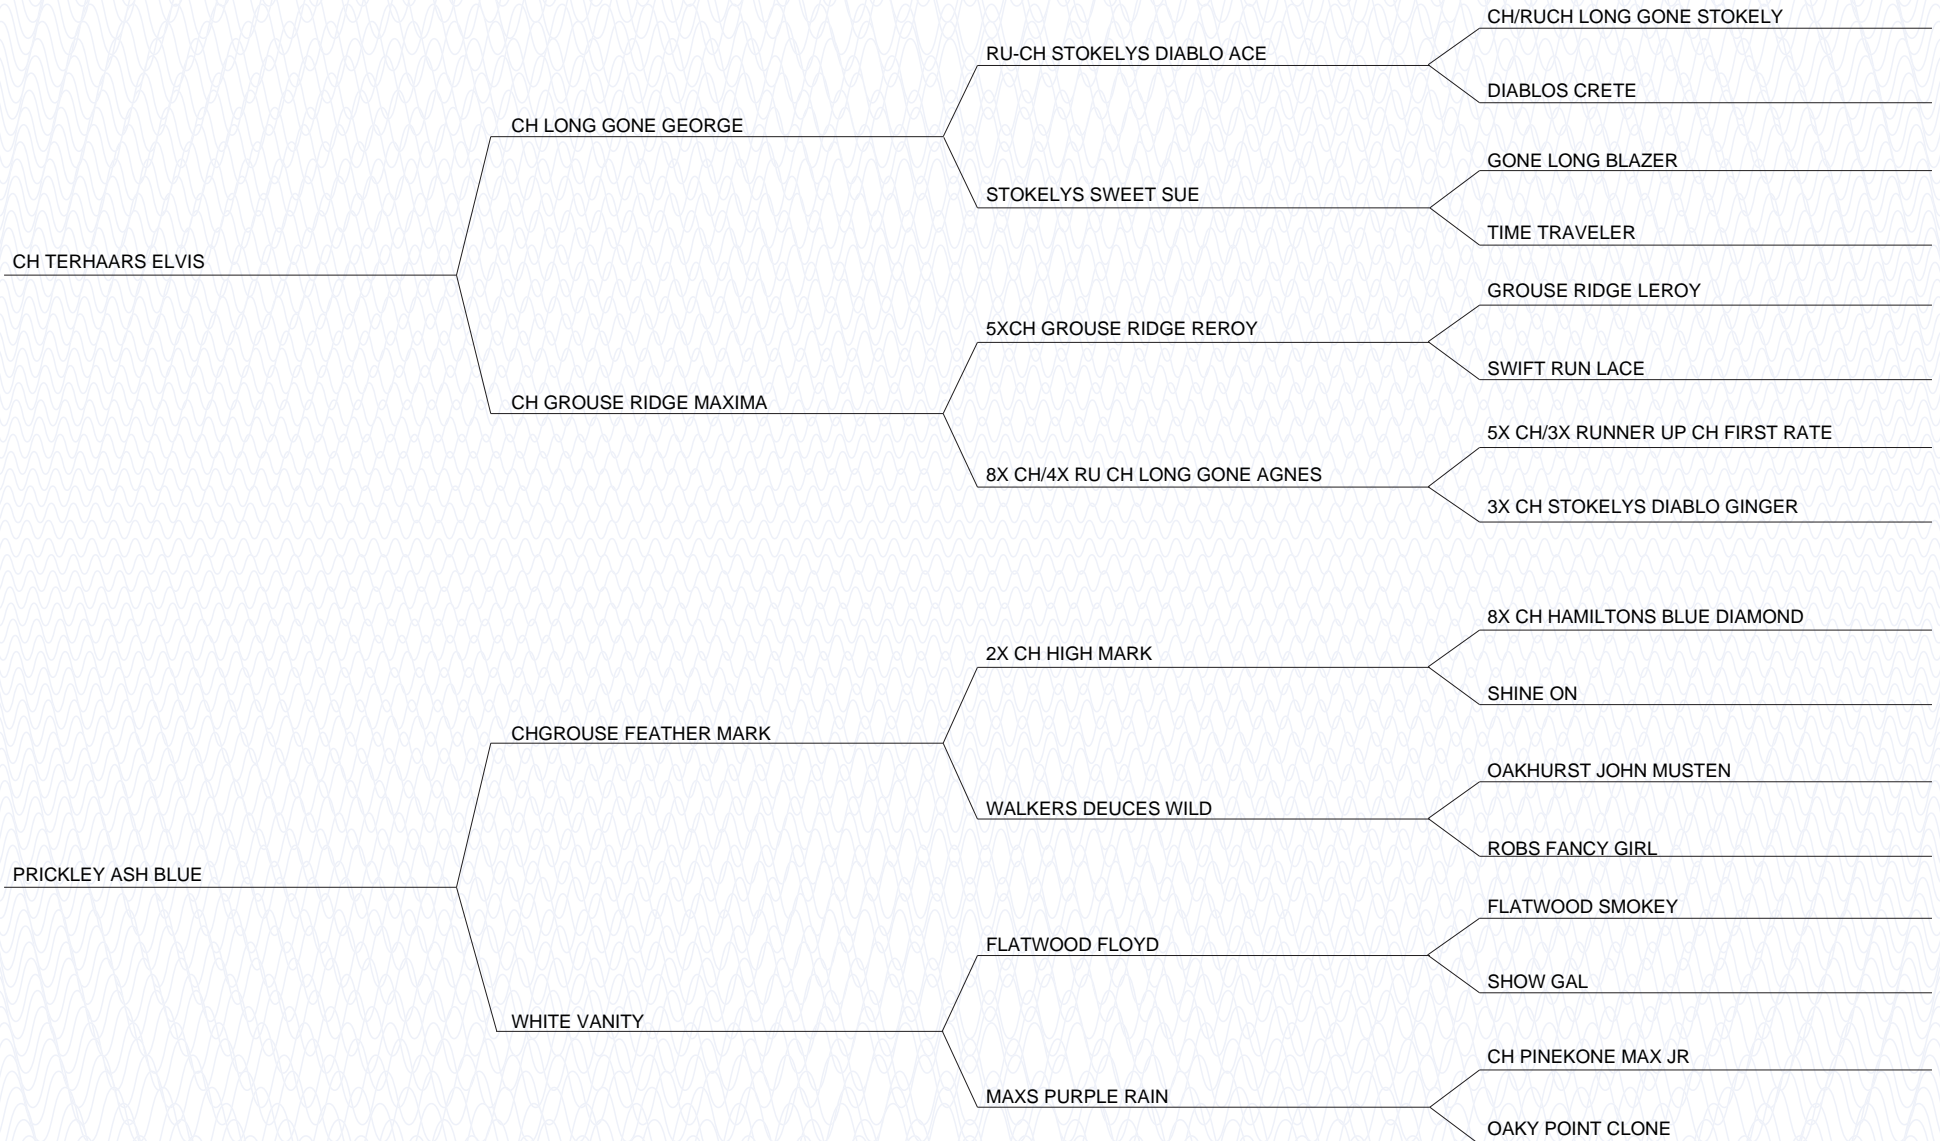 CH/RUCH LONG GONE STOKELY
RU-CH STOKELYS DIABLO ACE
DIABLOS CRETE
CH LONG GONE GEORGE
GONE LONG BLAZER
STOKELYS SWEET SUE
TIME TRAVELER
CH TERHAARS ELVIS
GROUSE RIDGE LEROY
5XCH GROUSE RIDGE REROY
SWIFT RUN LACE
CH GROUSE RIDGE MAXIMA
5X CH/3X RUNNER UP CH FIRST RATE
8X CH/4X RU CH LONG GONE AGNES
3X CH STOKELYS DIABLO GINGER
8X CH HAMILTONS BLUE DIAMOND
2X CH HIGH MARK
SHINE ON
CHGROUSE FEATHER MARK
OAKHURST JOHN MUSTEN
WALKERS DEUCES WILD
ROBS FANCY GIRL
PRICKLEY ASH BLUE
FLATWOOD SMOKEY
FLATWOOD FLOYD
SHOW GAL
WHITE VANITY
CH PINEKONE MAX JR
MAXS PURPLE RAIN
OAKY POINT CLONE